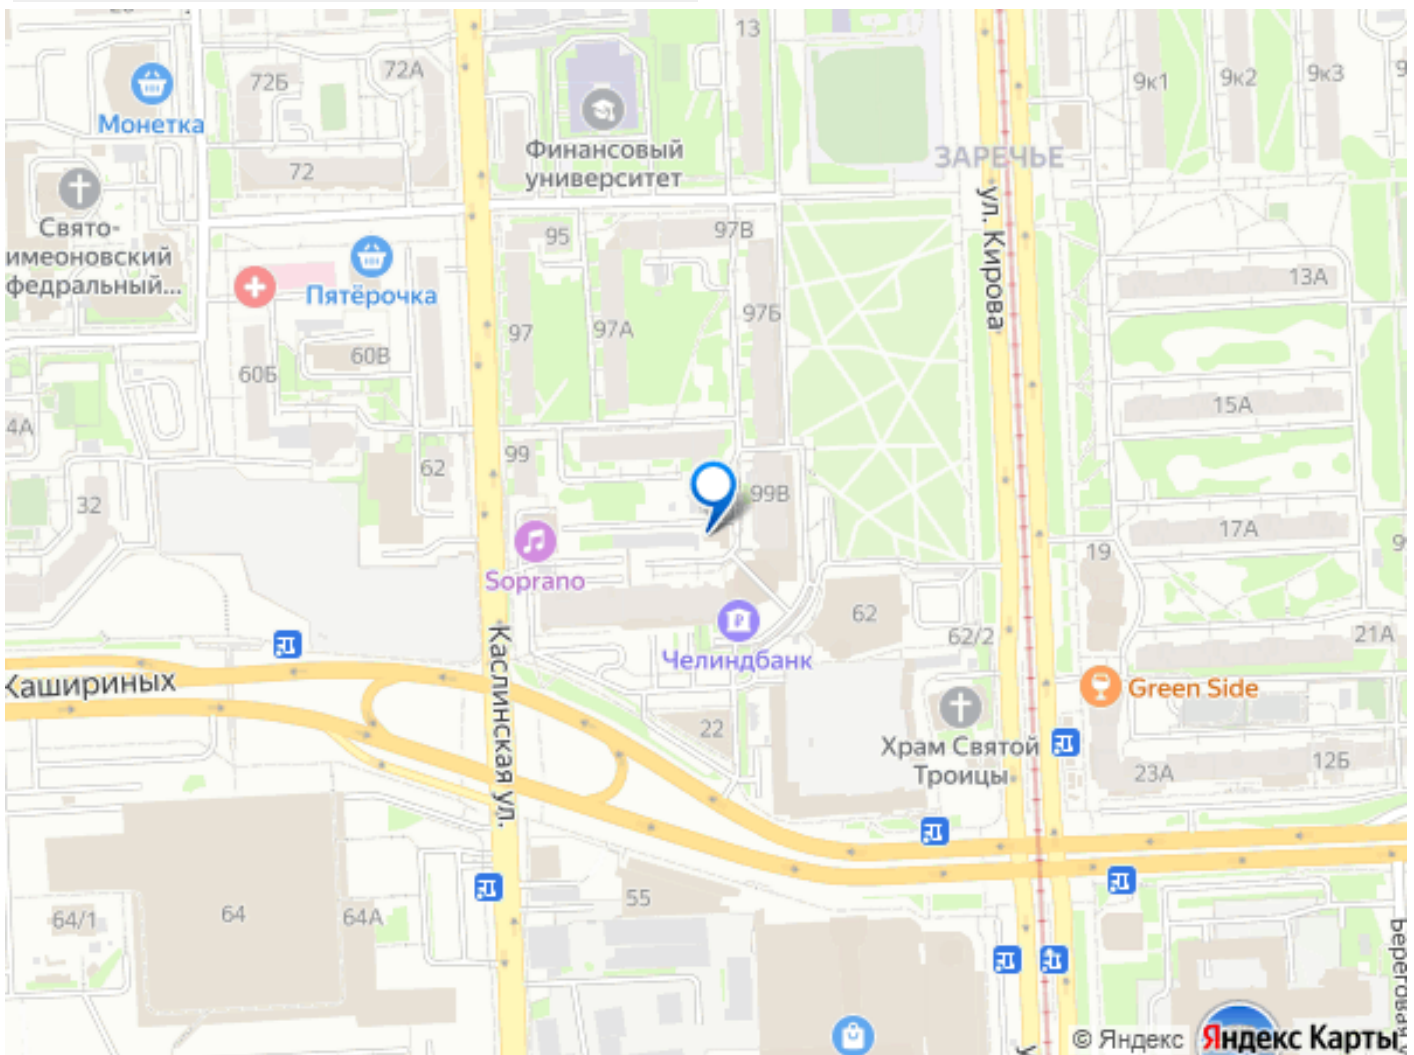 13
72Б
72А
9к1
9к2
9к3
Монетка
Финансовый
университет
ЗАРЕЧЬЕ
72
ул. Кирова
Свято-
имеоновский
федральный...
95
97В
Пятёрочка
13А
97
97А
97Б
60В
60Б
15А
4А
99
62
99В
32
17А
19
Soprano
62
62/2
21А
Каслинская ул.
Челиндбанк
Кашириных
Green Side
22
Храм Святой
Троицы
23А
12Б
64/1
64
64А
55
Береговая
© Яндекс
Яндекс Карты